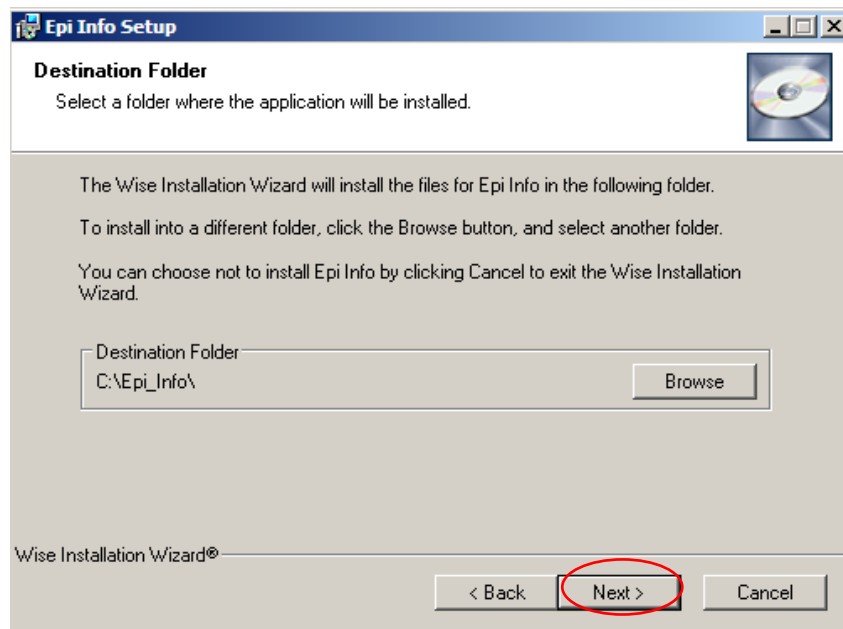 Epi Info Setup
Destination Folder
Select a folder where the application will be installed.
The Wise Installation Wizard will install the files for Epi Info in the following folder.
To install into a different folder, click the Browse button, and select another folder.
You can choose not to install Epi Info by clicking Cancel to exit the Wise Installation
Wizard.
Destination Folder
C:\Epi_Info\
Browse
Wise Installation Wizard®
< Back
Next >
Cancel